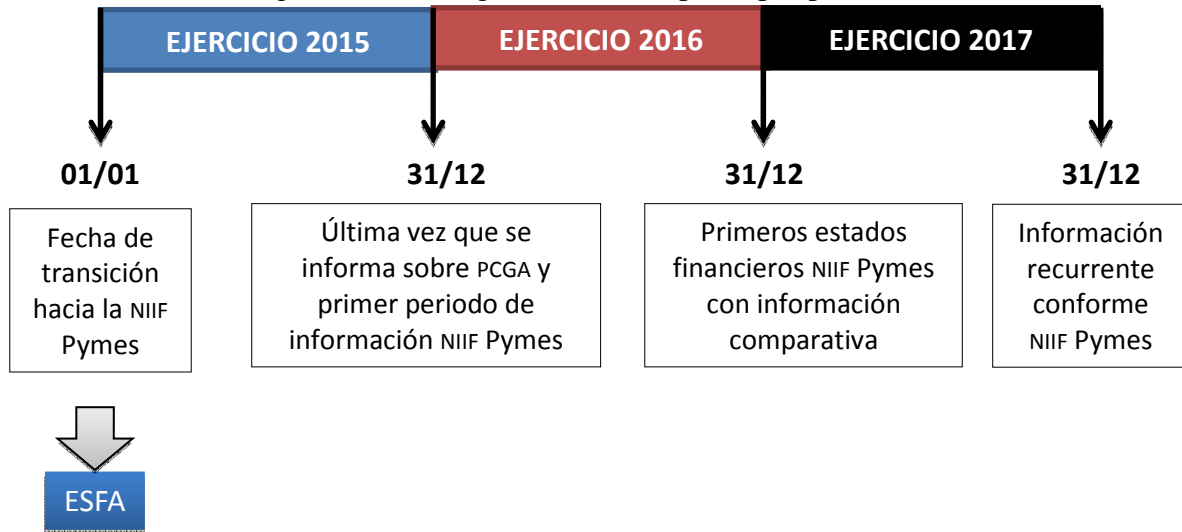 EJERCICIO 2015
EJERCICIO 2016
EJERCICIO 2017
01/01
31/12
31/12
31/12
Fecha de
transición
hacia la NIIF
Pymes
Última vez que se
informa sobre PCGA y
primer periodo de
información NIIF Pymes
Primeros estados
financieros NIIF Pymes
con información
comparativa
Información
recurrente
conforme
NIIF Pymes
ESFA